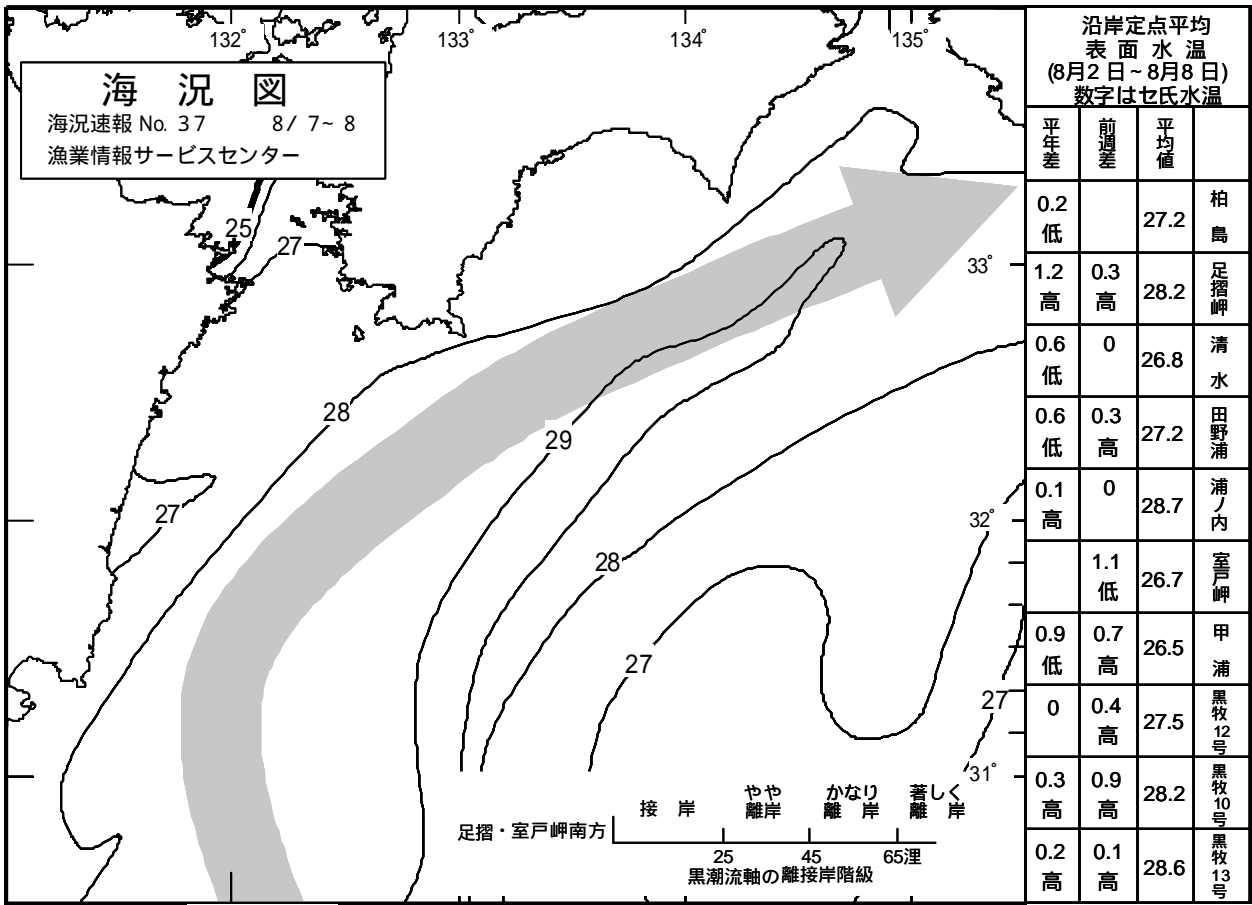 132°
133°
134°
135°
海 況 図
海況速報 No. 37 8/ 7~ 8
漁業情報サービスセンター
25
27
33°
28
29
27
32°
28
27
27
31°
接 岸
やや
離岸
かなり
離 岸
著しく
離 岸
足摺・室戸岬南方
25 45 65浬
黒潮流軸の離接岸階級
沿岸定点平均
表 面 水 温
(8月2 日~8月8 日)
数字はセ氏水温
平年差 前週差 平均値
0.2低 27.2 柏島
1.2高 0.3高 28.2 足摺岬
0.6低 0 26.8 清水
0.6低 0.3高 27.2 田野浦
0.1高 0 28.7 浦ノ内
1.1低 26.7 室戸岬
0.9低 0.7高 26.5 甲浦
0 0.4高 27.5 黒牧12号
0.3高 0.9高 28.2 黒牧10号
0.2高 0.1高 28.6 黒牧13号